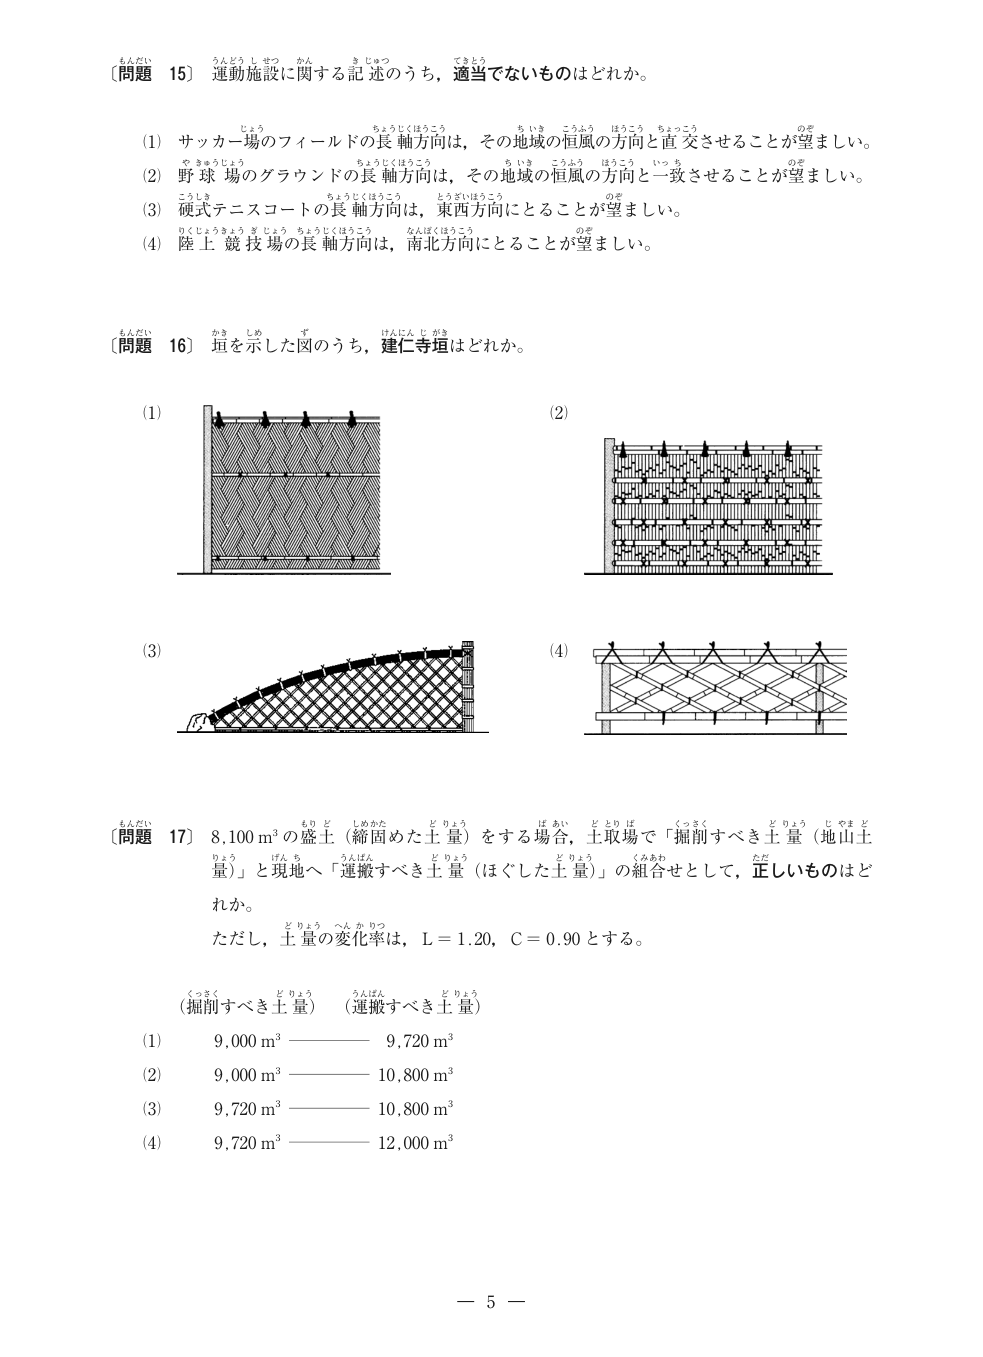 〔問題　15〕　運動施設に関する記述のうち，適当でないものはどれか。
⑴　サッカー場のフィールドの長軸方向は，その地域の恒風の方向と直交させることが望ましい。
⑵　野球場のグラウンドの長軸方向は，その地域の恒風の方向と一致させることが望ましい。
⑶　硬式テニスコートの長軸方向は，東西方向にとることが望ましい。
⑷　陸上競技場の長軸方向は，南北方向にとることが望ましい。
〔問題　16〕　垣を示した図のうち，建仁寺垣はどれか。
⑴　⑵
⑶　⑷
〔問題　17〕　8,100 m³ の盛土（締固めた土量）をする場合，土取場で「掘削すべき土量（地山土
量）」と現地へ「運搬すべき土量（ほぐした土量）」の組合せとして，正しいものはど
れか。
ただし，土量の変化率は，L = 1.20，C = 0.90 とする。
（掘削すべき土量）　（運搬すべき土量）
⑴　9,000 m³ ――――― 9,720 m³
⑵　9,000 m³ ――――― 10,800 m³
⑶　9,720 m³ ――――― 10,800 m³
⑷　9,720 m³ ――――― 12,000 m³
― 5 ―